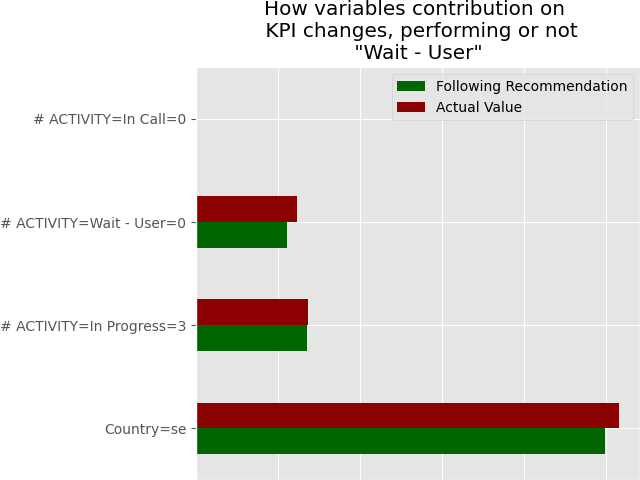 How variables contribution on
KPI changes, performing or not
"Wait - User"
Following Recommendation
Actual Value
# ACTIVITY=In Call=0
# ACTIVITY=Wait - User=0
# ACTIVITY=In Progress=3
Country=se